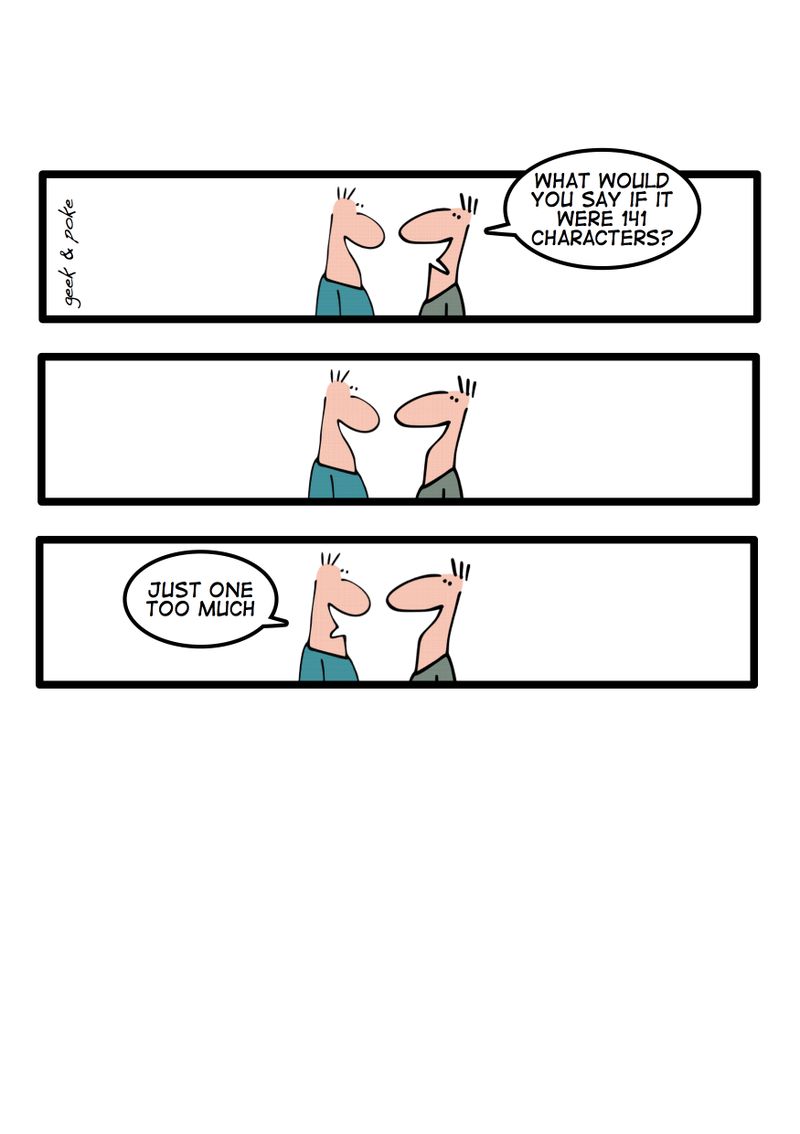 geek & poke
WHAT WOULD
YOU SAY IF IT
WERE 141
CHARACTERS?
JUST ONE
TOO MUCH